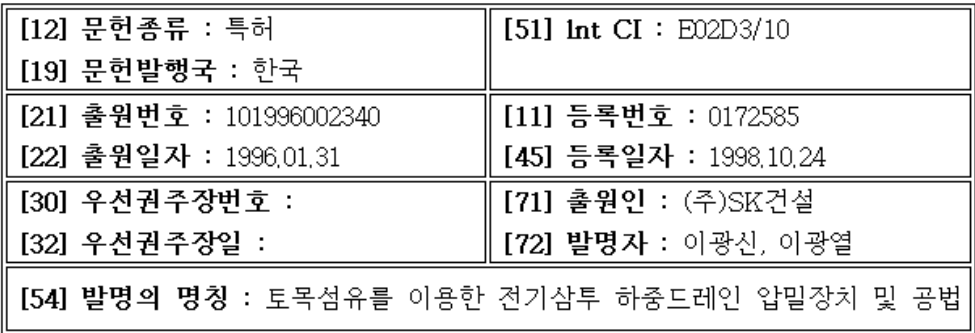 [12] 문헌종류 : 특허
[19] 문헌발행국 : 한국
[51] Int CI : E02D3/10
[21] 출원번호 : 101996002340
[22] 출원일자 : 1996.01.31
[11] 등록번호 : 0172585
[45] 등록일자 : 1998.10.24
[30] 우선권주장번호 :
[32] 우선권주장일 :
[71] 출원인 : (주)SK건설
[72] 발명자 : 이광신, 이광열
[54] 발명의 명칭 : 토목섬유를 이용한 전기삼투 하중드레인 압밀장치 및 공법